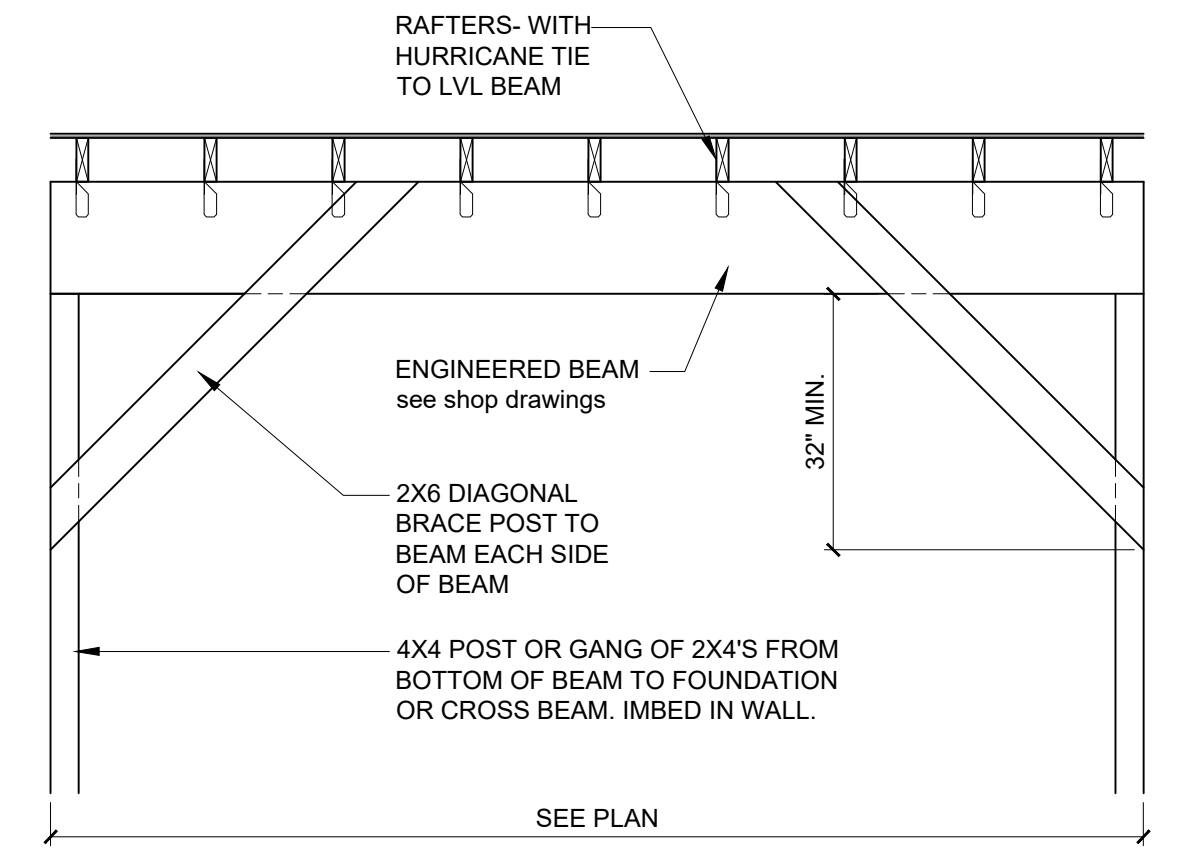 RAFTERS- WITH
HURRICANE TIE
TO LVL BEAM
ENGINEERED BEAM
see shop drawings
32" MIN.
2X6 DIAGONAL
BRACE POST TO
BEAM EACH SIDE
OF BEAM
4X4 POST OR GANG OF 2X4'S FROM
BOTTOM OF BEAM TO FOUNDATION
OR CROSS BEAM. IMBED IN WALL.
SEE PLAN